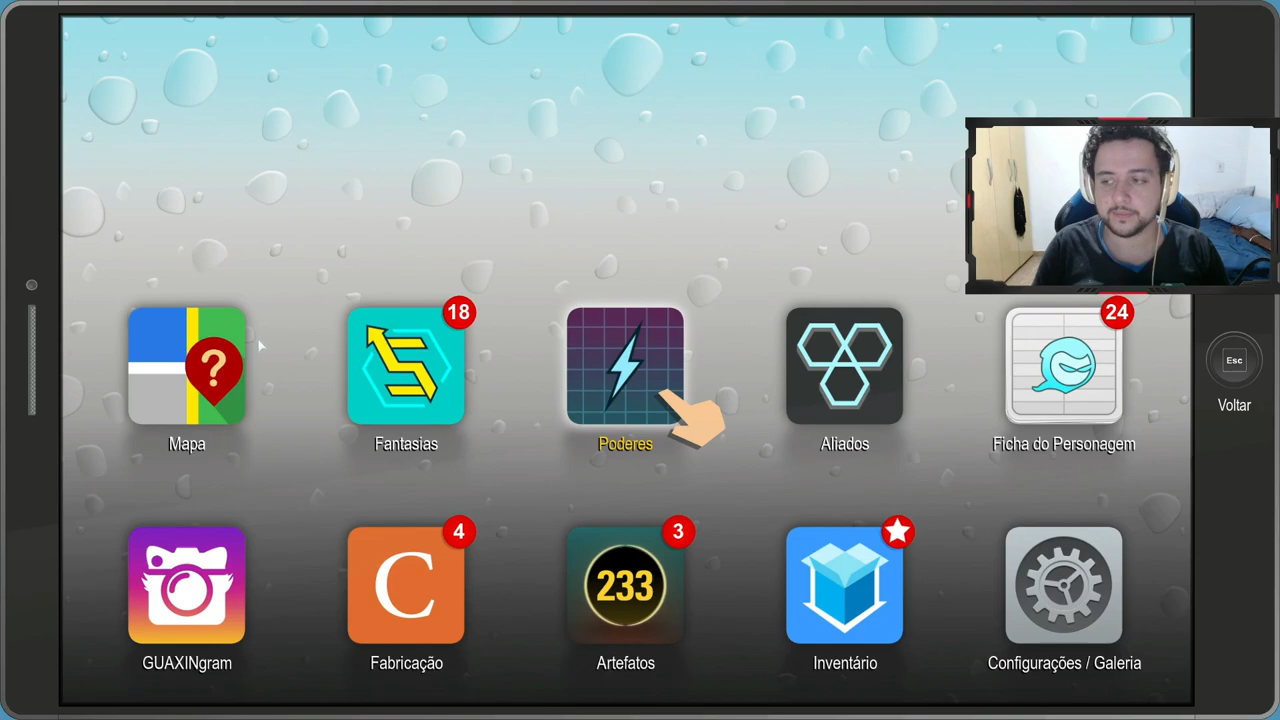 18
24
?
Esc
Voltar
Mapa
Fantasias
Poderes
Aliados
Ficha do Personagem
4
3
C
233
GUAXINgram
Fabricação
Artefatos
Inventário
Configurações / Galeria